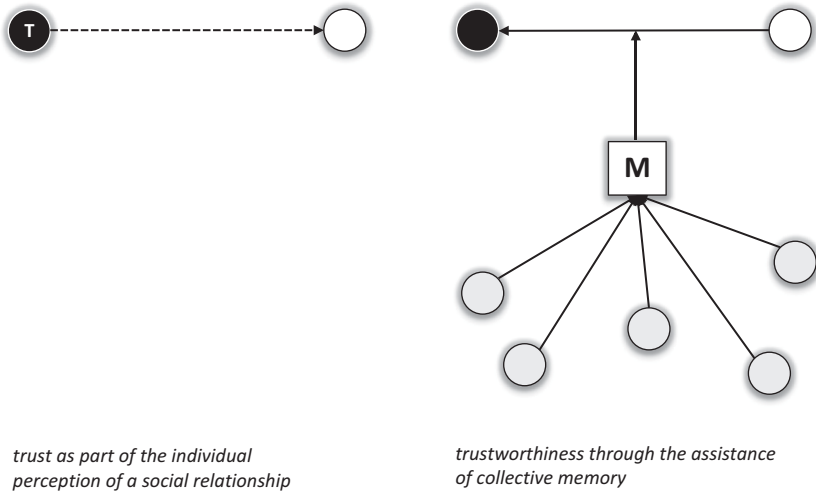 T
M
trust as part of the individual
perception of a social relationship
trustworthiness through the assistance
of collective memory